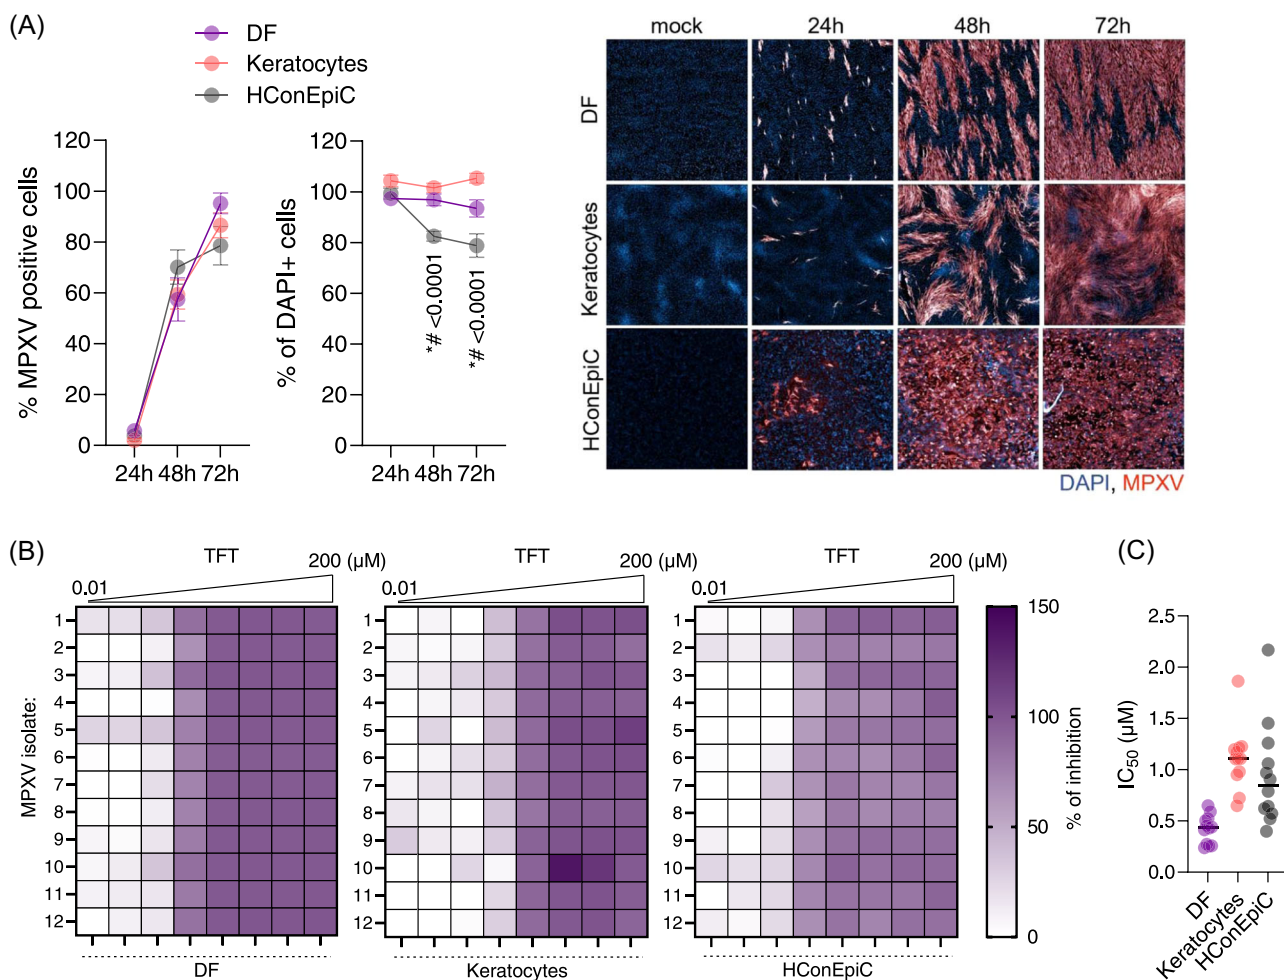 (A)
DF
Keratocytes
HConEpiC
% MPXV positive cells
120
100
80
60
40
20
0
24h 48h 72h
% of DAPI+ cells
120
100
80
60
40
20
0
*# <0.0001
*# <0.0001
24h 48h 72h
mock 24h 48h 72h
DF
Keratocytes
HConEpiC
DAPI, MPXV
(B)
TFT
0.01 200 (µM)
TFT
0.01 200 (µM)
TFT
0.01 200 (µM)
MPXV isolate:
1
2
3
4
5
6
7
8
9
10
11
12
DF
1
2
3
4
5
6
7
8
9
10
11
12
Keratocytes
1
2
3
4
5
6
7
8
9
10
11
12
HConEpiC
150
100
50
0
% of inhibition
(C)
IC50 (µM)
2.5
2.0
1.5
1.0
0.5
0.0
DF
Keratocytes
HConEpiC